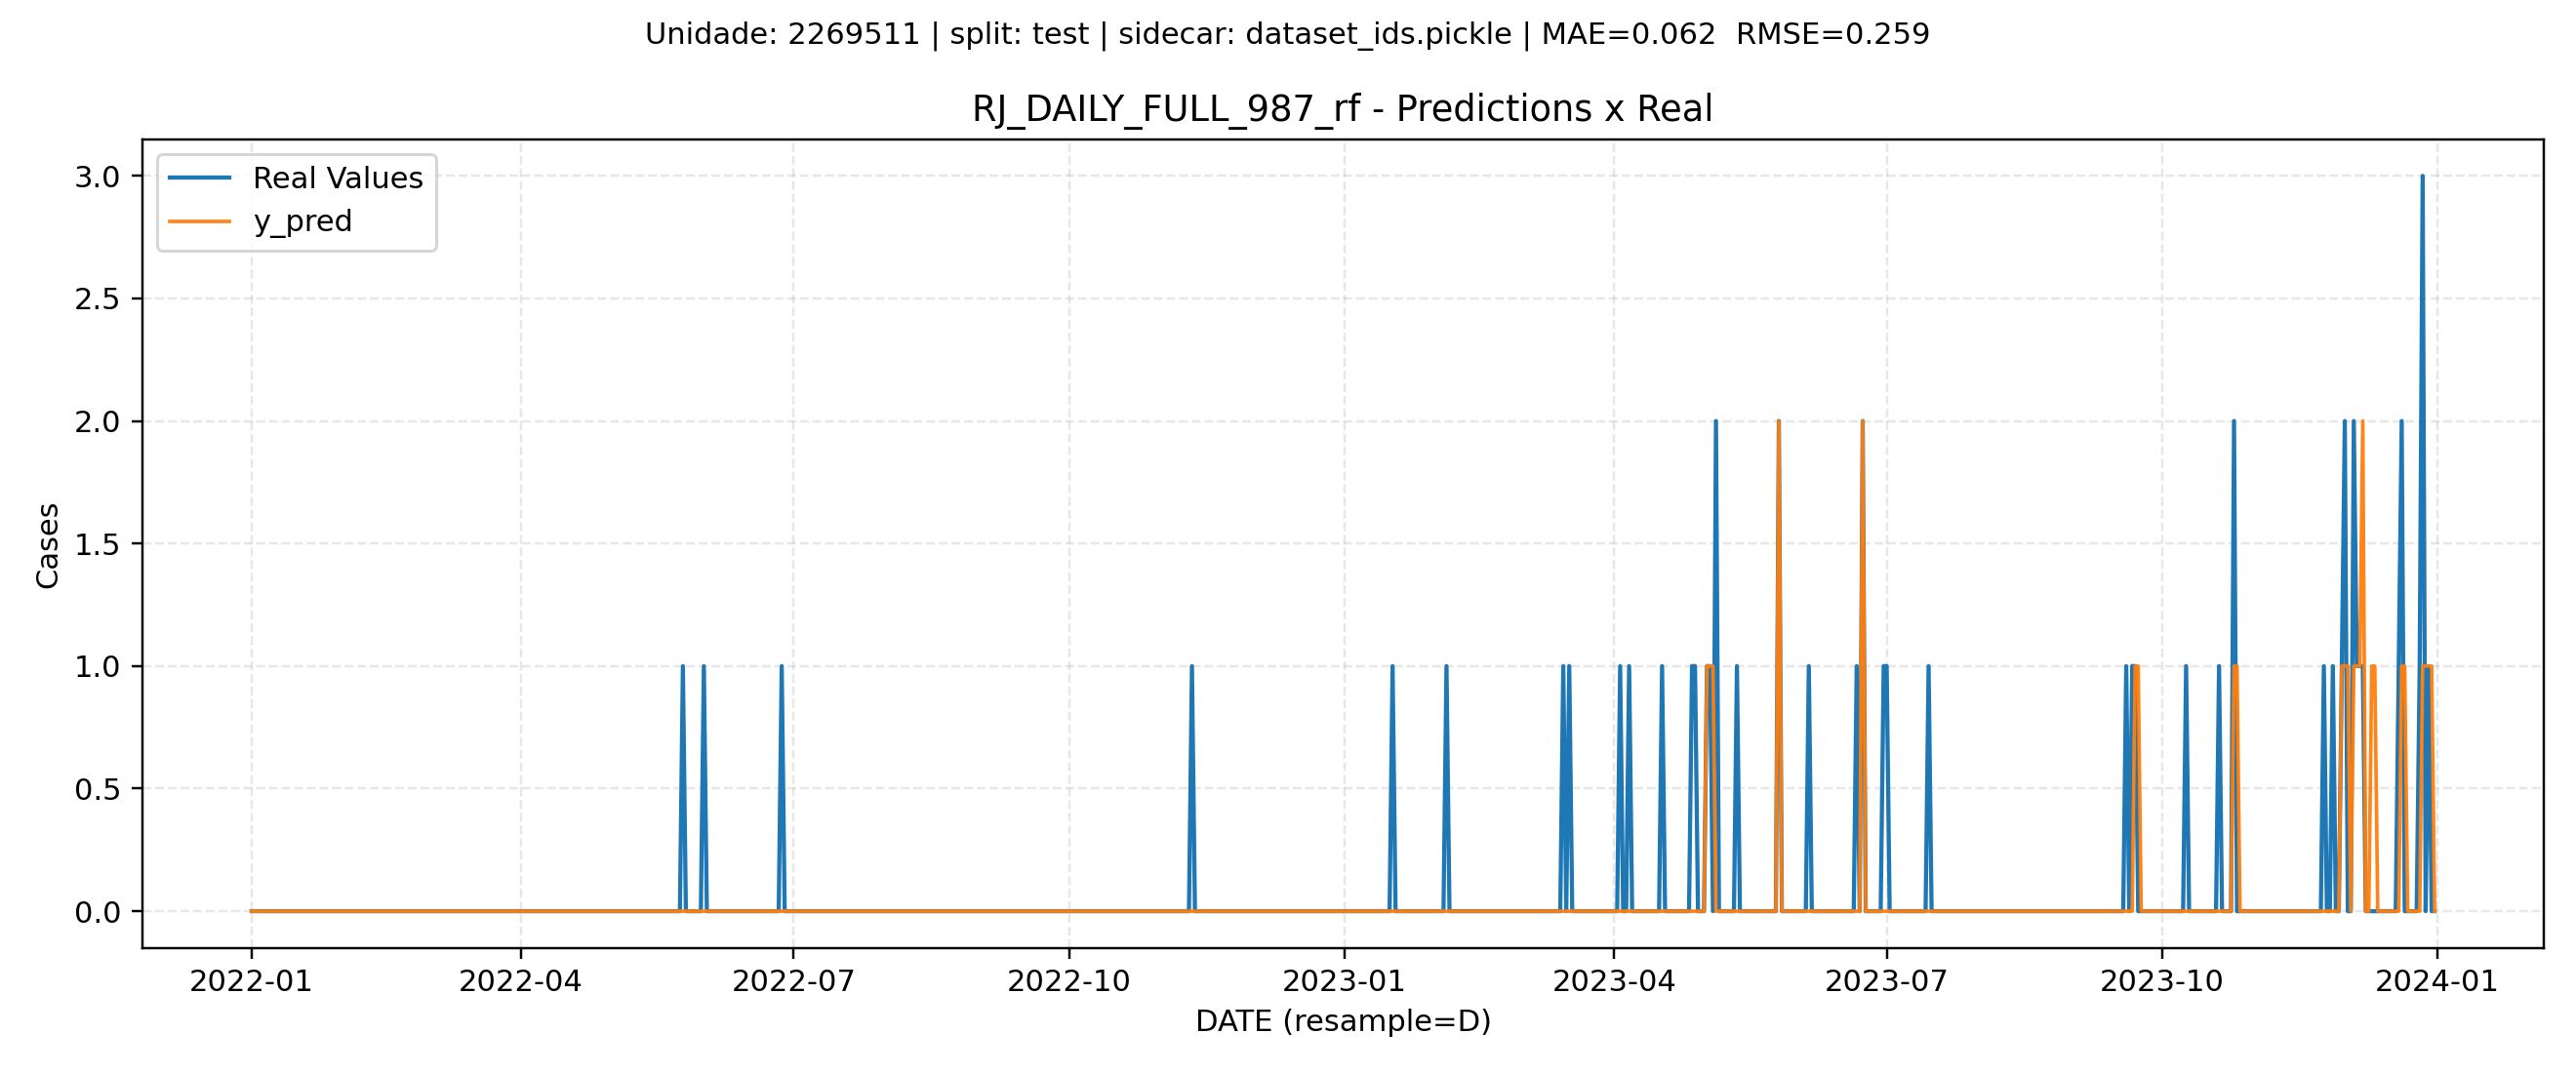 Unidade: 2269511 | split: test | sidecar: dataset_ids.pickle | MAE=0.062  RMSE=0.259
RJ_DAILY_FULL_987_rf - Predictions x Real
Real Values
y_pred
3.0
2.5
2.0
1.5
1.0
0.5
0.0
Cases
2022-01
2022-04
2022-07
2022-10
2023-01
2023-04
2023-07
2023-10
2024-01
DATE (resample=D)